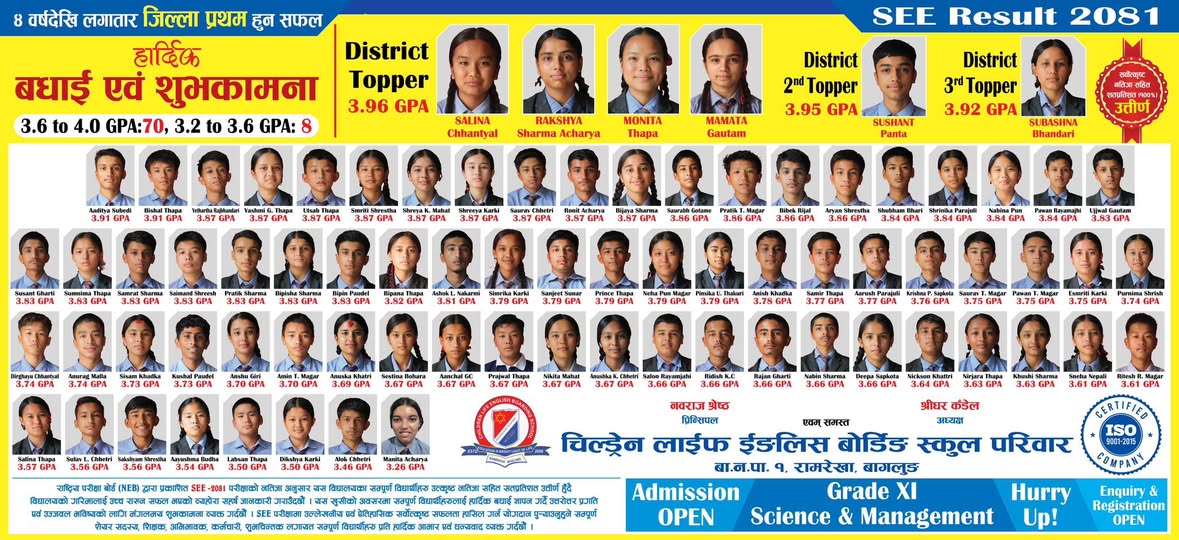 ४ वर्षदेखि लगातार जिल्ला प्रथम हुन सफल
SEE Result 2081
हार्दिक
बधाई एवं शुभकामना
3.6 to 4.0 GPA:70, 3.2 to 3.6 GPA: 8
District
Topper
3.96 GPA
SALINA
Chhantyal
RAKSHYA
Sharma Acharya
MONITA
Thapa
MAMATA
Gautam
District
2nd Topper
3.95 GPA
SUSHANT
Panta
District
3rd Topper
3.92 GPA
SUBASHNA
Bhandari
सर्वोत्कृष्ट
नतिजा सहित
सतप्रतिशत (१००%)
उत्तीर्ण
Aaditya Subedi
3.91 GPA
Bishal Thapa
3.91 GPA
3.87 GPA
Yashmi G. Thapa
3.87 GPA
Utsab Thapa
3.87 GPA
Smriti Shrestha
3.87 GPA
Shreya K. Mahat
3.87 GPA
Shreeya Karki
3.87 GPA
Saurav Chhetri
3.87 GPA
Ronit Acharya
3.87 GPA
Bijaya Sharma
3.87 GPA
Saurabh Gotame
3.86 GPA
Pratik T. Magar
3.86 GPA
Bibek Rijal
3.86 GPA
Aryan Shrestha
3.86 GPA
Shubham Bhari
3.84 GPA
Shrinika Parajuli
3.84 GPA
Nabina Pun
3.84 GPA
Pawan Rayamajhi
3.84 GPA
Ujjwal Gautam
3.83 GPA
Susant Gharti
3.83 GPA
Sumnima Thapa
3.83 GPA
Samrat Sharma
3.83 GPA
Saimand Shresth
3.83 GPA
Pratik Sharma
3.83 GPA
Bipisha Sharma
3.83 GPA
Bipin Paudel
3.83 GPA
Bipana Thapa
3.82 GPA
Ashok L. Nakarmi
3.81 GPA
Simrika Karki
3.79 GPA
Sanjeet Sunar
3.79 GPA
Prince Thapa
3.79 GPA
Neha Pun Magar
3.79 GPA
Pinsika U. Thakuri
3.79 GPA
Anish Khadka
3.78 GPA
Samir Thapa
3.77 GPA
Aarush Parajuli
3.77 GPA
Krishna P. Sapkota
3.76 GPA
Saurav T. Magar
3.75 GPA
Pawan T. Magar
3.75 GPA
Esmriti Karki
3.75 GPA
Purnima Shrish
3.74 GPA
Dirghayu Chhantyal
3.74 GPA
Anurag Malla
3.74 GPA
Sisam Khadka
3.73 GPA
Kushal Paudel
3.73 GPA
Anshu Giri
3.70 GPA
Amin T. Magar
3.70 GPA
Anuska Khatri
3.69 GPA
Sestina Bohara
3.67 GPA
Aanchal GC
3.67 GPA
Prajwal Thapa
3.67 GPA
Nikita Mahat
3.67 GPA
Anushka K. Chhetri
3.67 GPA
Salon Rayamjhi
3.66 GPA
Ridish K.C
3.66 GPA
Rajan Gharti
3.66 GPA
Nabin Sharma
3.66 GPA
Deepa Sapkota
3.66 GPA
Nickson Khattri
3.64 GPA
Nirjara Thapa
3.63 GPA
Khushi Sharma
3.63 GPA
Sneha Nepali
3.61 GPA
Ritesh R. Magar
3.61 GPA
Salina Thapa
3.57 GPA
Sulav L. Chhetri
3.56 GPA
Saksham Shrestha
3.56 GPA
Aayushma Budha
3.54 GPA
Labsan Thapa
3.50 GPA
Dikshya Karki
3.50 GPA
Alok Chhetri
3.46 GPA
Manita Acharya
3.26 GPA
नवराज श्रेष्ठ
प्रिन्सिपल
एवम् समस्त
श्रीधर कँडेल
अध्यक्ष
चिल्ड्रेन लाईफ ईङलिस बोर्डिङ स्कुल परिवार
बा.न.पा. १, रामरेखा, बागलुङ
CERTIFIED
ISO
9001-2015
COMPANY
राष्ट्रिय परीक्षा बोर्ड (NEB) द्वारा प्रकाशित SEE -2081 परीक्षाको नतिजा अनुसार यस विद्यालयका सम्पूर्ण विद्यार्थीहरु उत्कृष्ठ नतिजा ल्याई उत्तीर्ण हुँदै
विद्यालयको गरिमालाई उच्च राख्न सफल भएको व्यहोरा सहर्ष जानकारी गराउँदछौँ । यस खुसीको अवसरमा सम्पूर्ण विद्यार्थीहरुलाई हार्दिक बधाई ज्ञापन गर्दै उत्तरोत्तर प्रगति
एवं उज्ज्वल भविष्यको लागि मंगलमय शुभकामना व्यक्त गर्दछौँ । SEE परीक्षामा उल्लेखनीय एवं ऐतिहासिक सर्वोत्कृष्ट सफलता हासिल गर्न योगदान पुर्‍याउनुहुने सम्पूर्ण
शेयर सदस्य, शिक्षक, अभिभावक, कर्मचारी, शुभचिन्तक लगायत सम्पूर्ण विद्यार्थीहरु प्रति हार्दिक आभार एवं धन्यवाद व्यक्त गर्दछौँ ।
Admission
OPEN
Grade XI
Science & Management
Hurry
Up!
Enquiry &
Registration
OPEN